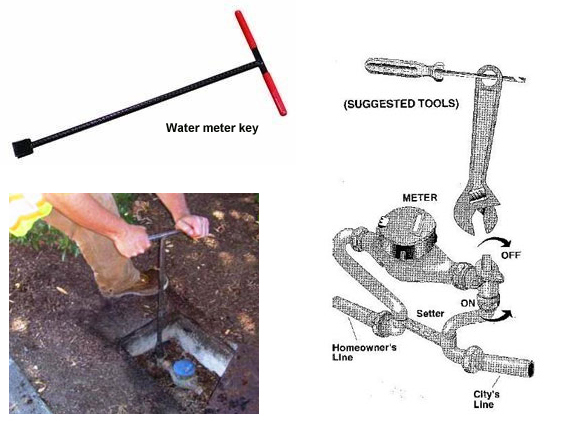 Water meter key
(SUGGESTED TOOLS)
METER
OFF
ON
Setter
Homeowner's
Line
City's
Line